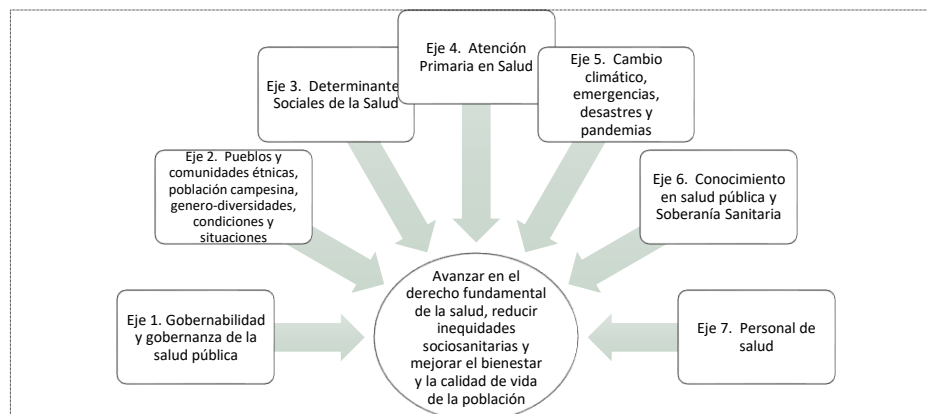 Eje 1. Gobernabilidad
y gobernanza de la
salud pública
Eje 2. Pueblos y
comunidades étnicas,
población campesina,
genero-diversidades,
condiciones y
situaciones
Eje 3. Determinante
Sociales de la Salud
Eje 4. Atención
Primaria en Salud
Eje 5. Cambio
climático,
emergencias,
desastres y
pandemias
Eje 6. Conocimiento
en salud pública y
Soberanía Sanitaria
Eje 7. Personal de
salud
Avanzar en el
derecho fundamental
de la salud, reducir
inequidades
sociosanitarias y
mejorar el bienestar
y la calidad de vida
de la población